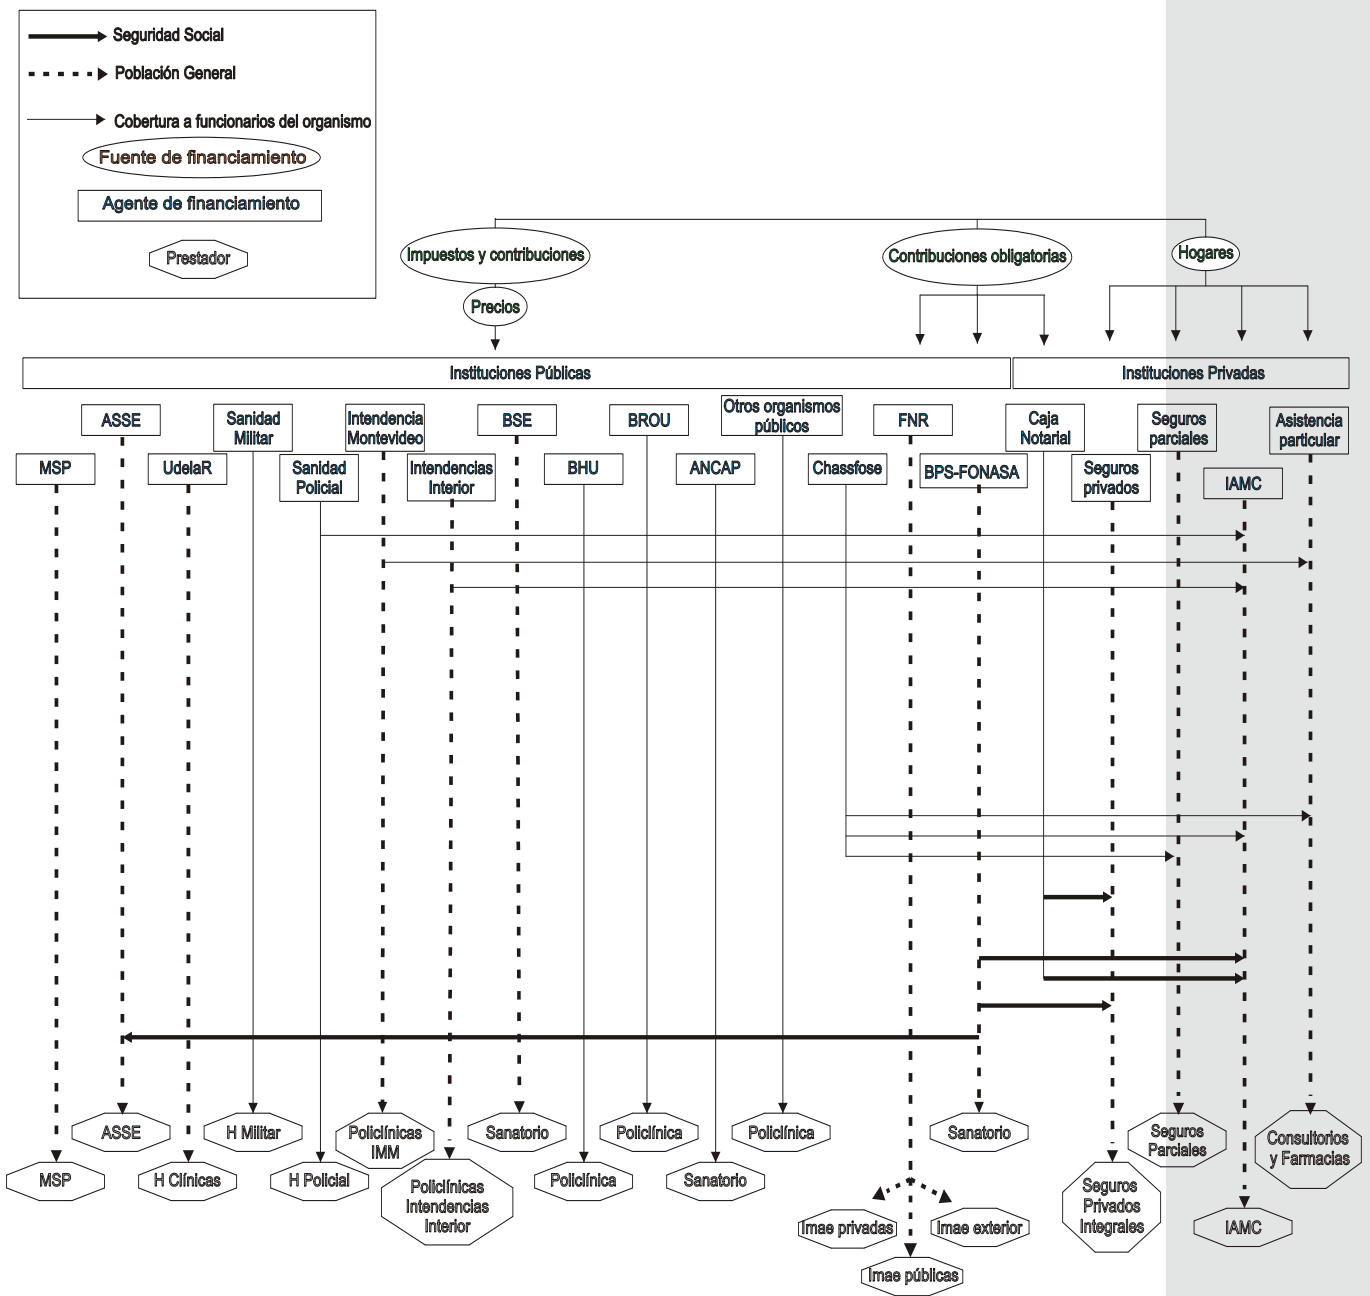 Seguridad Social
Población General
Cobertura a funcionarios del organismo
Fuente de financiamiento
Agente de financiamiento
Prestador
Impuestos y contribuciones
Contribuciones obligatorias
Hogares
Precios
Instituciones Públicas
Instituciones Privadas
ASSE
Sanidad
Militar
Intendencia
Montevideo
BSE
BROU
Otros organismos
públicos
FNR
Caja
Notarial
Seguros
parciales
Asistencia
particular
MSP
UdelaR
Sanidad
Policial
Intendencias
Interior
BHU
ANCAP
Chassfose
BPS-FONASA
Seguros
privados
IAMC
ASSE
H Militar
Policlínicas
IMM
Sanatorio
Policlínica
Policlínica
Sanatorio
Seguros
Parciales
Consultorios
y Farmacias
MSP
H Clínicas
H Policial
Policlínicas
Intendencias
Interior
Policlínica
Sanatorio
Imae privadas
Imae exterior
Imae públicas
Seguros
Privados
Integrales
IAMC